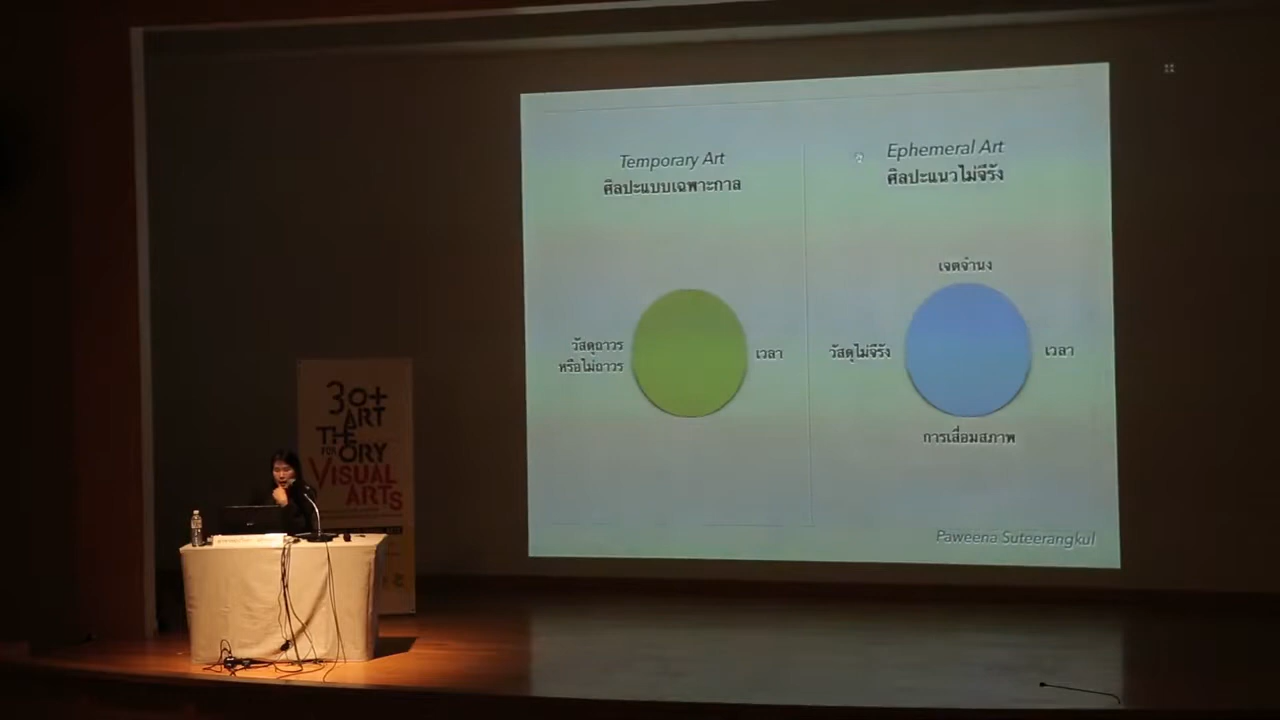 Temporary Art
ศิลปะแบบเฉพาะกาล
วัสดุถาวร
หรือไม่ถาวร
เวลา
Ephemeral Art
ศิลปะแนวไม่จีรัง
เจตจำนง
วัสดุไม่จีรัง
เวลา
การเสื่อมสภาพ
Paweena Suteerangkul
30+
ART
THE
FOR ORY
VISUAL
ARTS